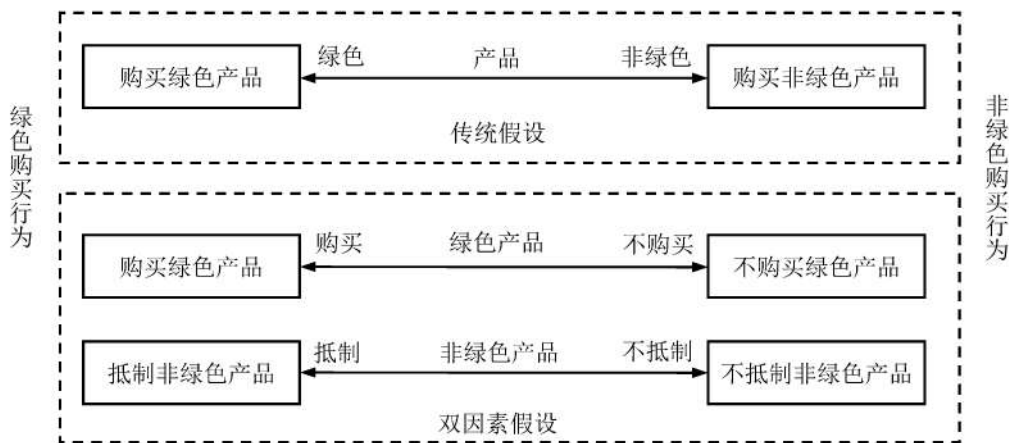 绿色 产品 非绿色
购买绿色产品 购买非绿色产品
传统假设
绿色购买行为
非绿色购买行为
购买 绿色产品 不购买
购买绿色产品 不购买绿色产品
抵制 非绿色产品 不抵制
抵制非绿色产品 不抵制非绿色产品
双因素假设